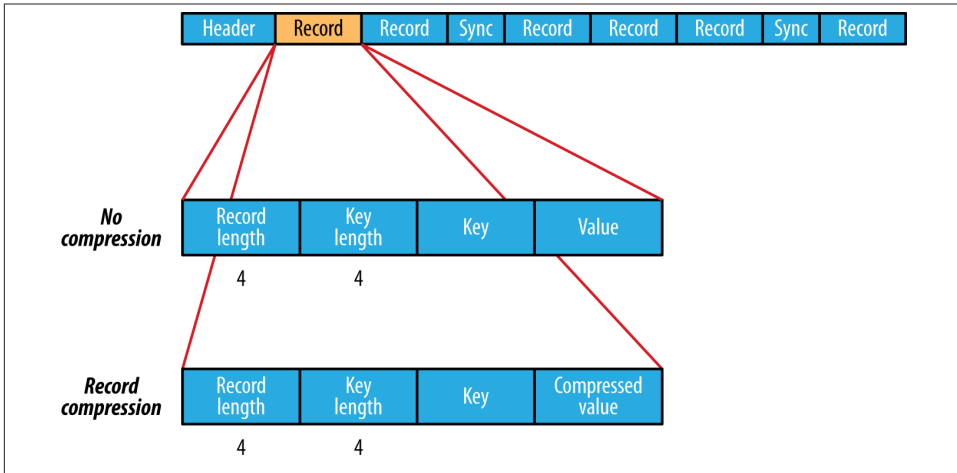 Header Record Record Sync Record Record Record Sync Record
No
compression
Record
length
Key
length
Key
Value
4 4
Record
compression
Record
length
Key
length
Key
Compressed
value
4 4